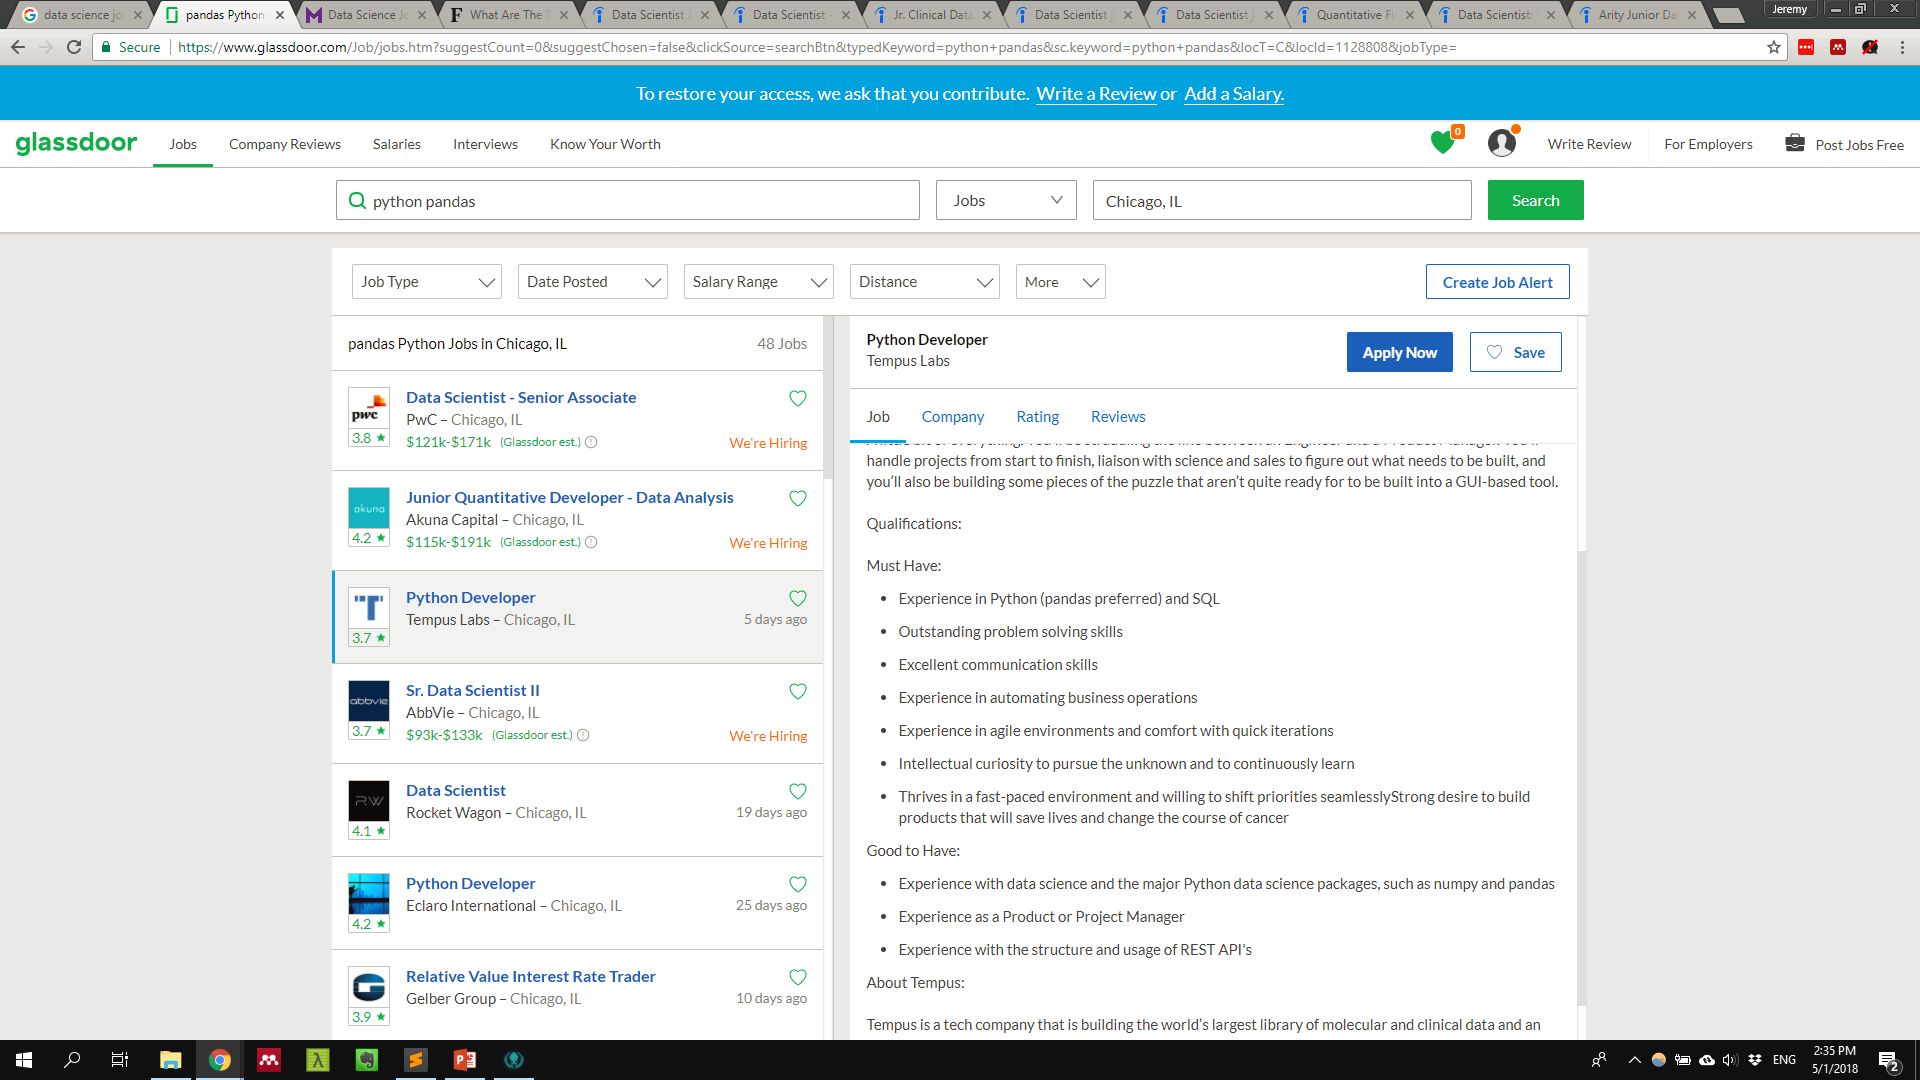 data science jo
pandas Python
Data Science Jo
What Are The T
Data Scientist J
Data Scientist -
Jr. Clinical Data
Data Scientist j
Data Scientist j
Quantitative Fi
Data Scientist:
Arity Junior Da
Jeremy
Secure
https://www.glassdoor.com/Job/jobs.htm?suggestCount=0&suggestChosen=false&clickSource=searchBtn&typedKeyword=python+pandas&sc.keyword=python+pandas&locT=C&locId=1128808&jobType=
To restore your access, we ask that you contribute. Write a Review or Add a Salary.
glassdoor
Jobs
Company Reviews
Salaries
Interviews
Know Your Worth
0
Write Review
For Employers
Post Jobs Free
python pandas
Jobs
Chicago, IL
Search
Job Type
Date Posted
Salary Range
Distance
More
Create Job Alert
pandas Python Jobs in Chicago, IL
48 Jobs
pwc
3.8 ★
Data Scientist - Senior Associate
PwC – Chicago, IL
$121k-$171k (Glassdoor est.)
We're Hiring
akuna
4.2 ★
Junior Quantitative Developer - Data Analysis
Akuna Capital – Chicago, IL
$115k-$191k (Glassdoor est.)
We're Hiring
"T"
3.7 ★
Python Developer
Tempus Labs – Chicago, IL
5 days ago
abbvie
3.7 ★
Sr. Data Scientist II
AbbVie – Chicago, IL
$93k-$133k (Glassdoor est.)
We're Hiring
RW
4.1 ★
Data Scientist
Rocket Wagon – Chicago, IL
19 days ago
4.2 ★
Python Developer
Eclaro International – Chicago, IL
25 days ago
G
3.9 ★
Relative Value Interest Rate Trader
Gelber Group – Chicago, IL
10 days ago
Python Developer
Tempus Labs
Apply Now
Save
Job
Company
Rating
Reviews
handle projects from start to finish, liaison with science and sales to figure out what needs to be built, and
you'll also be building some pieces of the puzzle that aren't quite ready for to be built into a GUI-based tool.
Qualifications:
Must Have:
• Experience in Python (pandas preferred) and SQL
• Outstanding problem solving skills
• Excellent communication skills
• Experience in automating business operations
• Experience in agile environments and comfort with quick iterations
• Intellectual curiosity to pursue the unknown and to continuously learn
• Thrives in a fast-paced environment and willing to shift priorities seamlesslyStrong desire to build
products that will save lives and change the course of cancer
Good to Have:
• Experience with data science and the major Python data science packages, such as numpy and pandas
• Experience as a Product or Project Manager
• Experience with the structure and usage of REST API's
About Tempus:
Tempus is a tech company that is building the world's largest library of molecular and clinical data and an
ENG
2:35 PM
5/1/2018
2